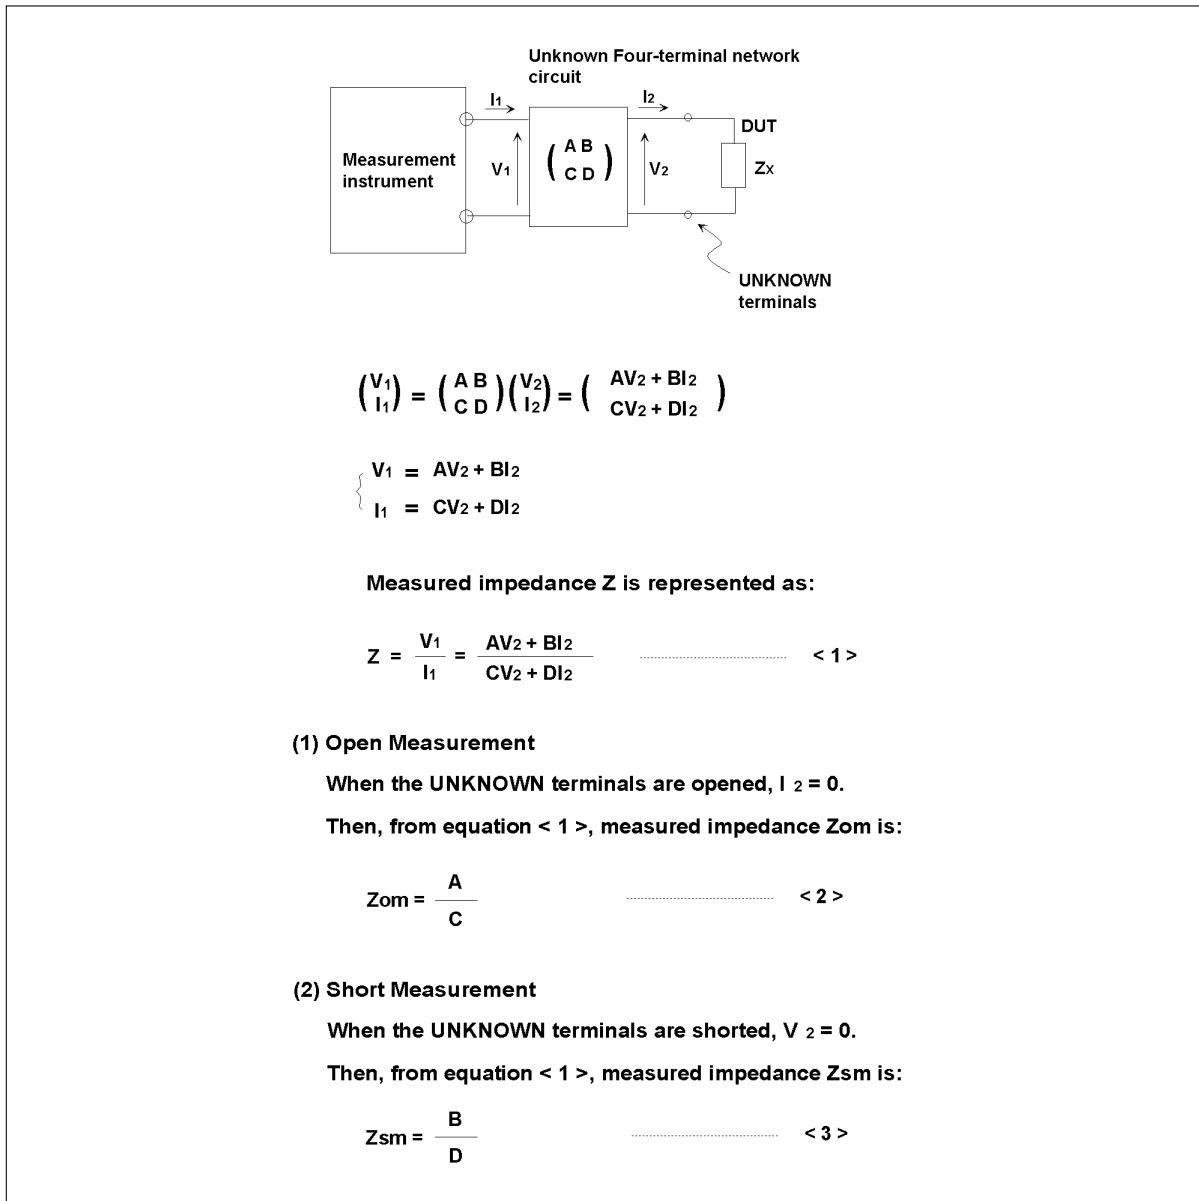 Unknown Four-terminal network
circuit
I1
I2
DUT
Measurement
instrument
V1
( A B
C D )
V2
Zx
UNKNOWN
terminals
(V1 I1) = (A B C D)(V2 I2) = ( AV2 + BI2
CV2 + DI2 )
V1 = AV2 + BI2
I1 = CV2 + DI2
Measured impedance Z is represented as:
Z = V1 / I1 = AV2 + BI2 / CV2 + DI2 < 1 >
(1) Open Measurement
When the UNKNOWN terminals are opened, I 2 = 0.
Then, from equation < 1 >, measured impedance Zom is:
Zom = A / C < 2 >
(2) Short Measurement
When the UNKNOWN terminals are shorted, V 2 = 0.
Then, from equation < 1 >, measured impedance Zsm is:
Zsm = B / D < 3 >